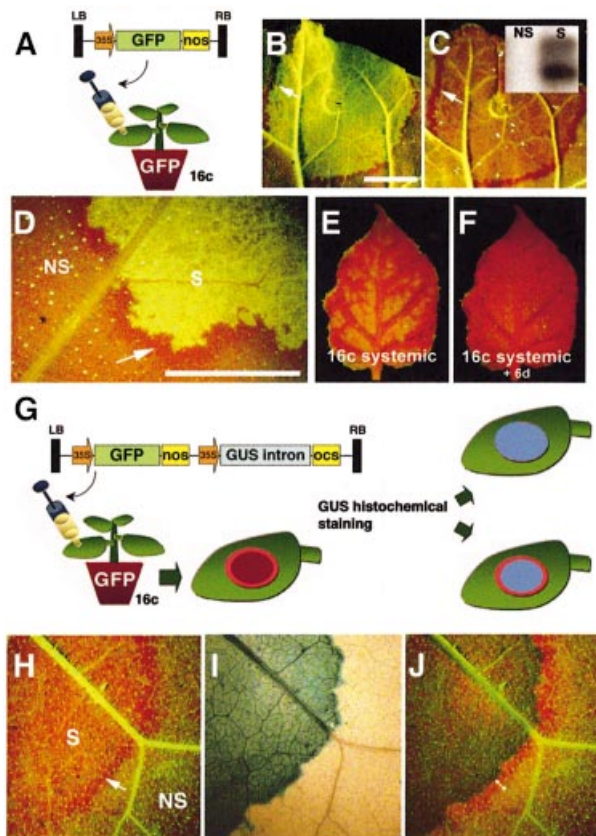 A
LB
RB
35S GFP nos
GFP
16c
B
C
NS S
D
NS
S
E
16c systemic
F
16c systemic
+ 6d
G
LB
RB
35S GFP nos 35S GUS intron ocs
GFP
16c
GUS histochemical
staining
H
S
NS
I
J